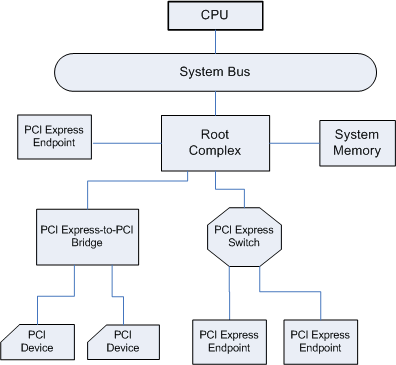 CPU
System Bus
PCI Express
Endpoint
Root
Complex
System
Memory
PCI Express-to-PCI
Bridge
PCI Express
Switch
PCI
Device
PCI
Device
PCI Express
Endpoint
PCI Express
Endpoint